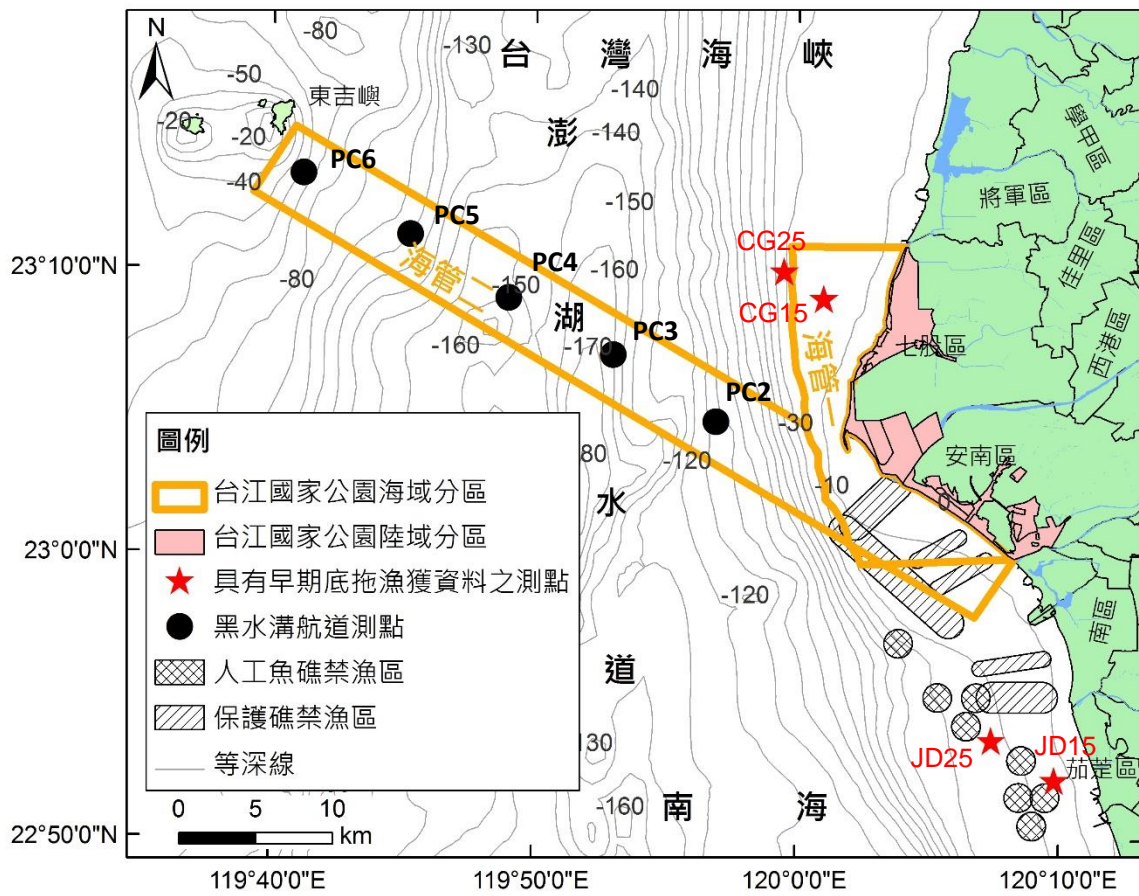 N
-80
-130
台灣海峽
-50
東吉嶼
-140
-20
-20
澎
-140
學甲區
PC6
-40
將軍區
-150
PC5
CG25
佳里區
23°10'0"N
海管二
PC4
-80
-150
-160
CG15
湖
西港區
-160
-170
PC3
七股區
海管一
PC2
-30
圖例
安南區
-120
80
-10
0
台江國家公園海域分區
水
台江國家公園陸域分區
23°0'0"N
具有早期底拖漁獲資料之測點
-120
南區
黑水溝航道測點
人工魚礁禁漁區
道
保護礁禁漁區
等深線
130
JD25
JD15
茄萣區
0 5 10
km
-160
南
海
22°50'0"N
119°40'0"E
119°50'0"E
120°0'0"E
120°10'0"E